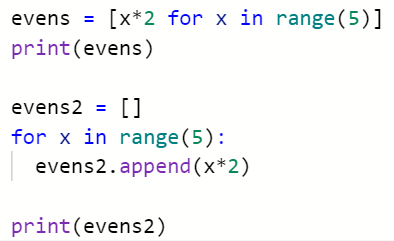 evens = [x*2 for x in range(5)]
print(evens)

evens2 = []
for x in range(5):
  evens2.append(x*2)

print(evens2)